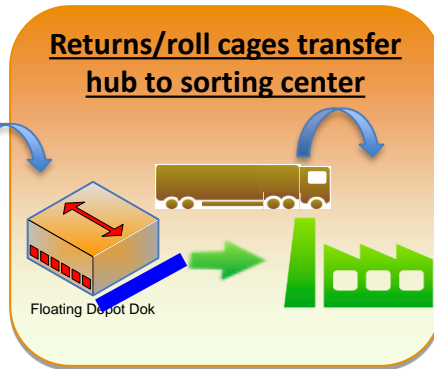 Returns/roll cages transfer
hub to sorting center
Floating Depot Dok